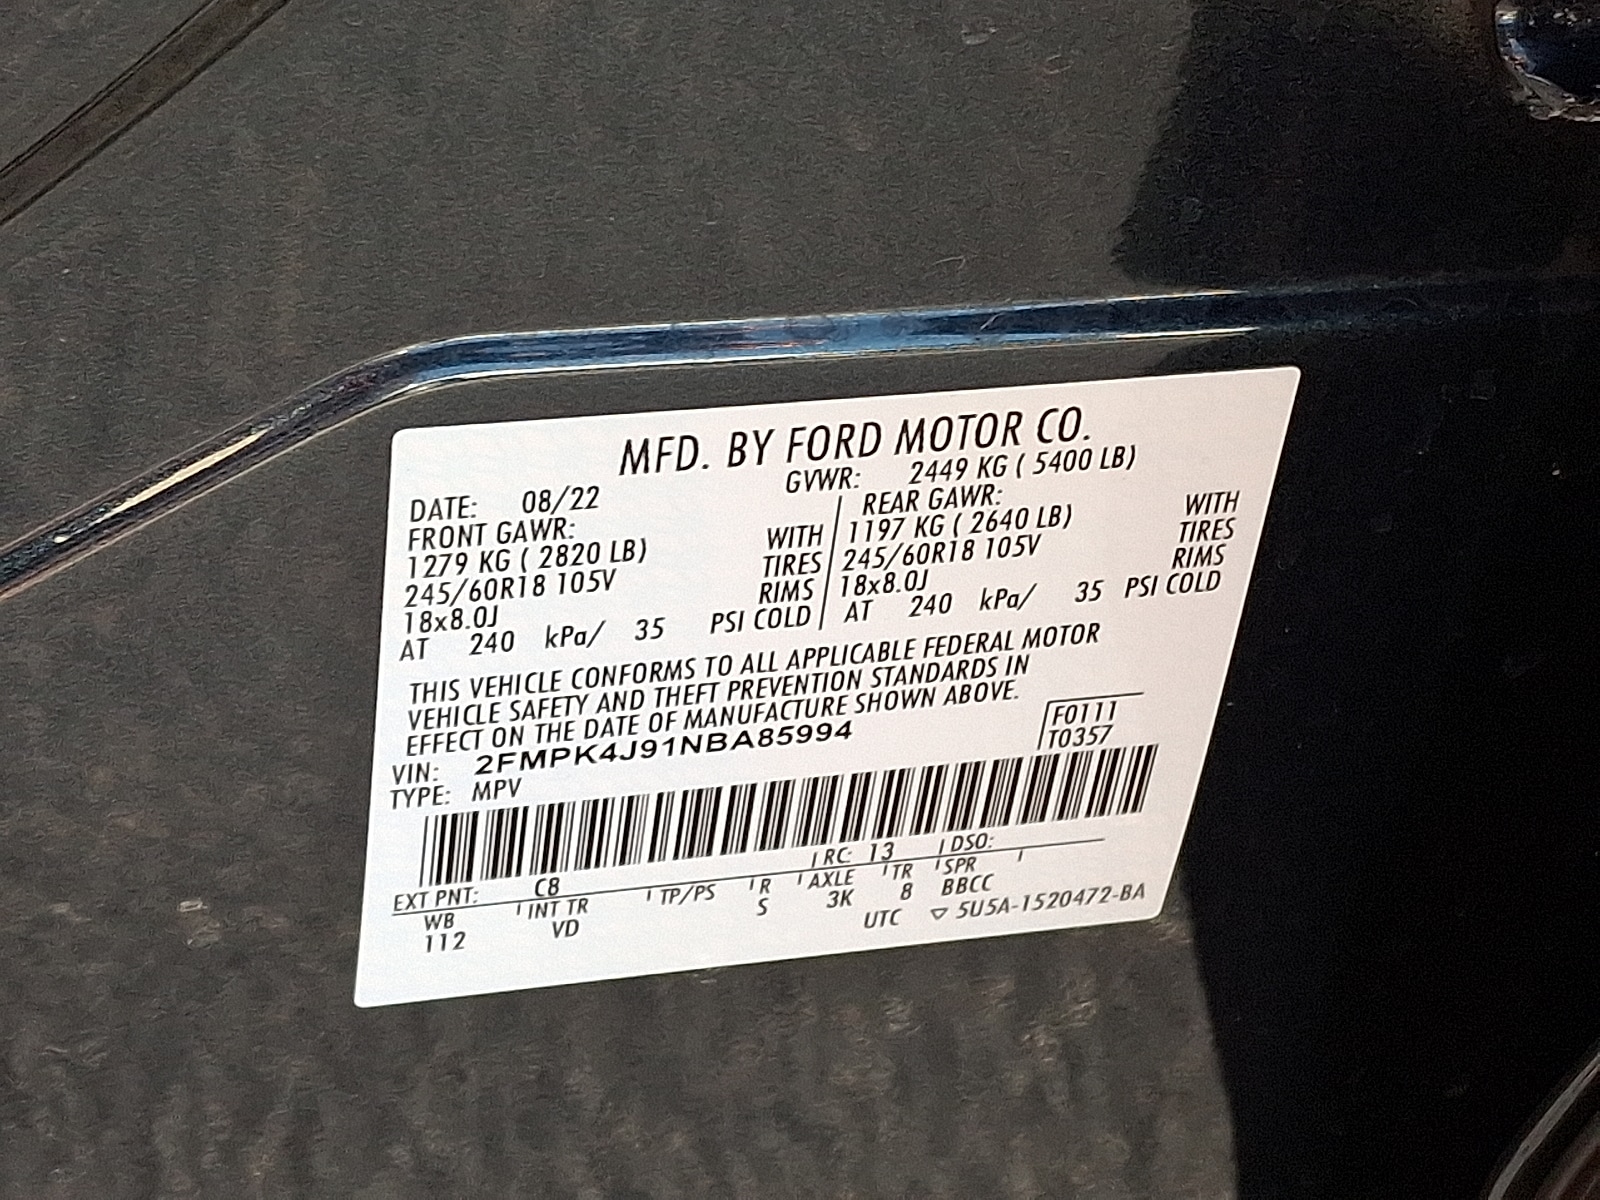 MFD. BY FORD MOTOR CO.
DATE: 08/22 GVWR: 2449 KG ( 5400 LB)
FRONT GAWR: REAR GAWR:
1279 KG ( 2820 LB) WITH 1197 KG ( 2640 LB) WITH
245/60R18 105V TIRES 245/60R18 105V TIRES
18x8.0J RIMS 18x8.0J RIMS
AT 240 kPa/ 35 PSI COLD AT 240 kPa/ 35 PSI COLD
THIS VEHICLE CONFORMS TO ALL APPLICABLE FEDERAL MOTOR
VEHICLE SAFETY AND THEFT PREVENTION STANDARDS IN
EFFECT ON THE DATE OF MANUFACTURE SHOWN ABOVE.
VIN: 2FMPK4J91NBA85994 F0111
TYPE: MPV T0357
EXT PNT: C8 RC: 13 DSO:
WB INT TR TP/PS R AXLE TR SPR
112 VD S 3K 8 BBCC
UTC ▽ 5U5A-1520472-BA